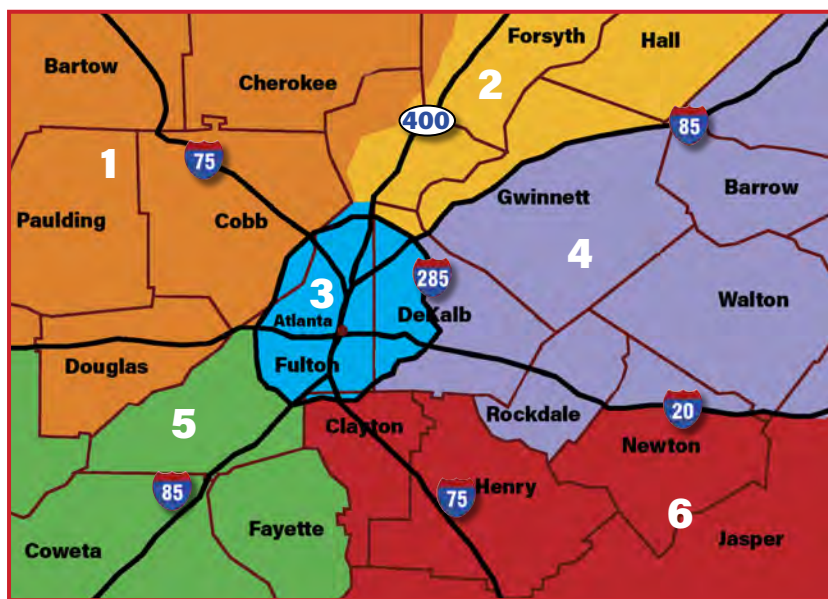 Forsyth
Hall
Bartow
2
Cherokee
400
85
1
75
Gwinnett
Barrow
Paulding
Cobb
4
285
3
Walton
Atlanta
DeKalb
Douglas
Fulton
5
Clayton
Rockdale
20
Newton
85
75
Henry
6
Fayette
Coweta
Jasper